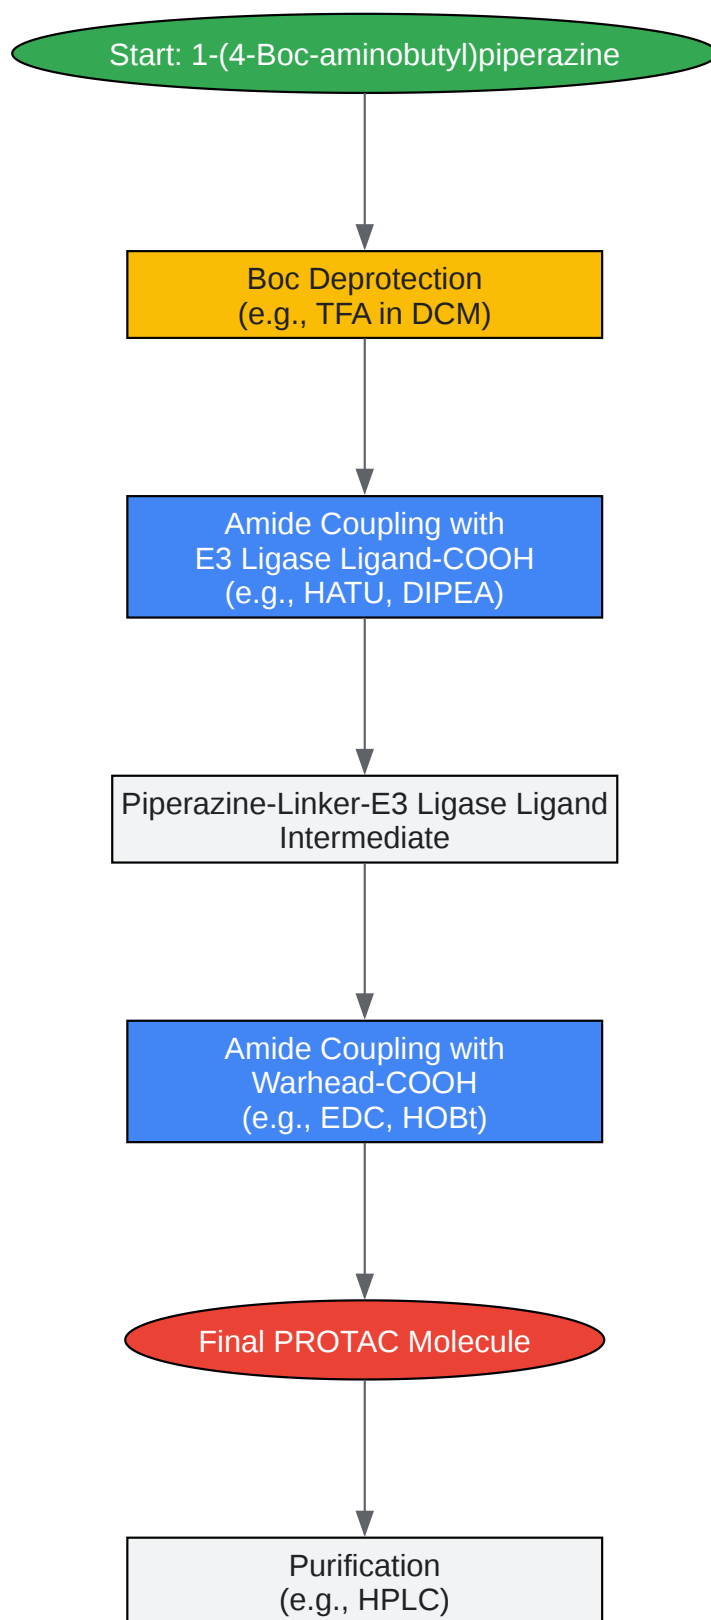 Start: 1-(4-Boc-aminobutyl)piperazine
Boc Deprotection
(e.g., TFA in DCM)
Amide Coupling with
E3 Ligase Ligand-COOH
(e.g., HATU, DIPEA)
Piperazine-Linker-E3 Ligase Ligand
Intermediate
Amide Coupling with
Warhead-COOH
(e.g., EDC, HOBt)
Final PROTAC Molecule
Purification
(e.g., HPLC)